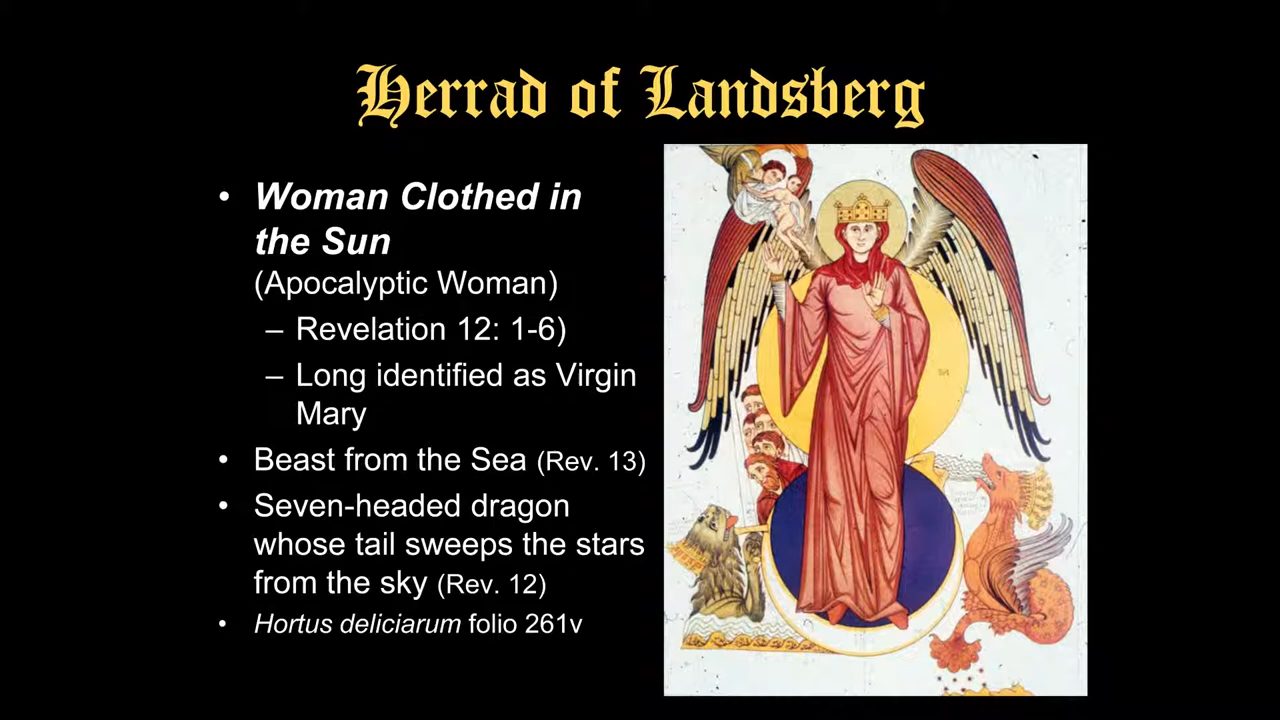 Herrad of Landsberg
• Woman Clothed in
the Sun
(Apocalyptic Woman)
– Revelation 12: 1-6)
– Long identified as Virgin
Mary
• Beast from the Sea (Rev. 13)
• Seven-headed dragon
whose tail sweeps the stars
from the sky (Rev. 12)
• Hortus deliciarum folio 261v